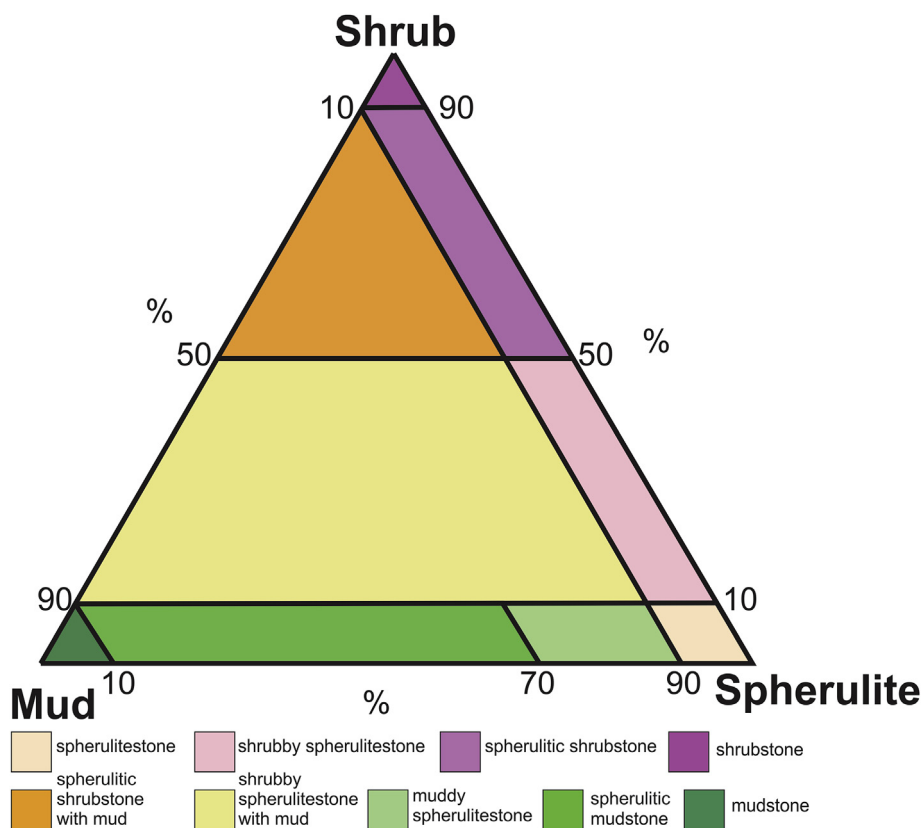 Shrub
10 90
%
%
50 50
90 10
10 70 90
Mud % Spherulite
spherulitestone shrubby spherulitestone spherulitic shrubstone shrubstone
spherulitic
shrubstone
with mud
shrubby
spherulitestone
with mud
muddy
spherulitestone
spherulitic
mudstone
mudstone